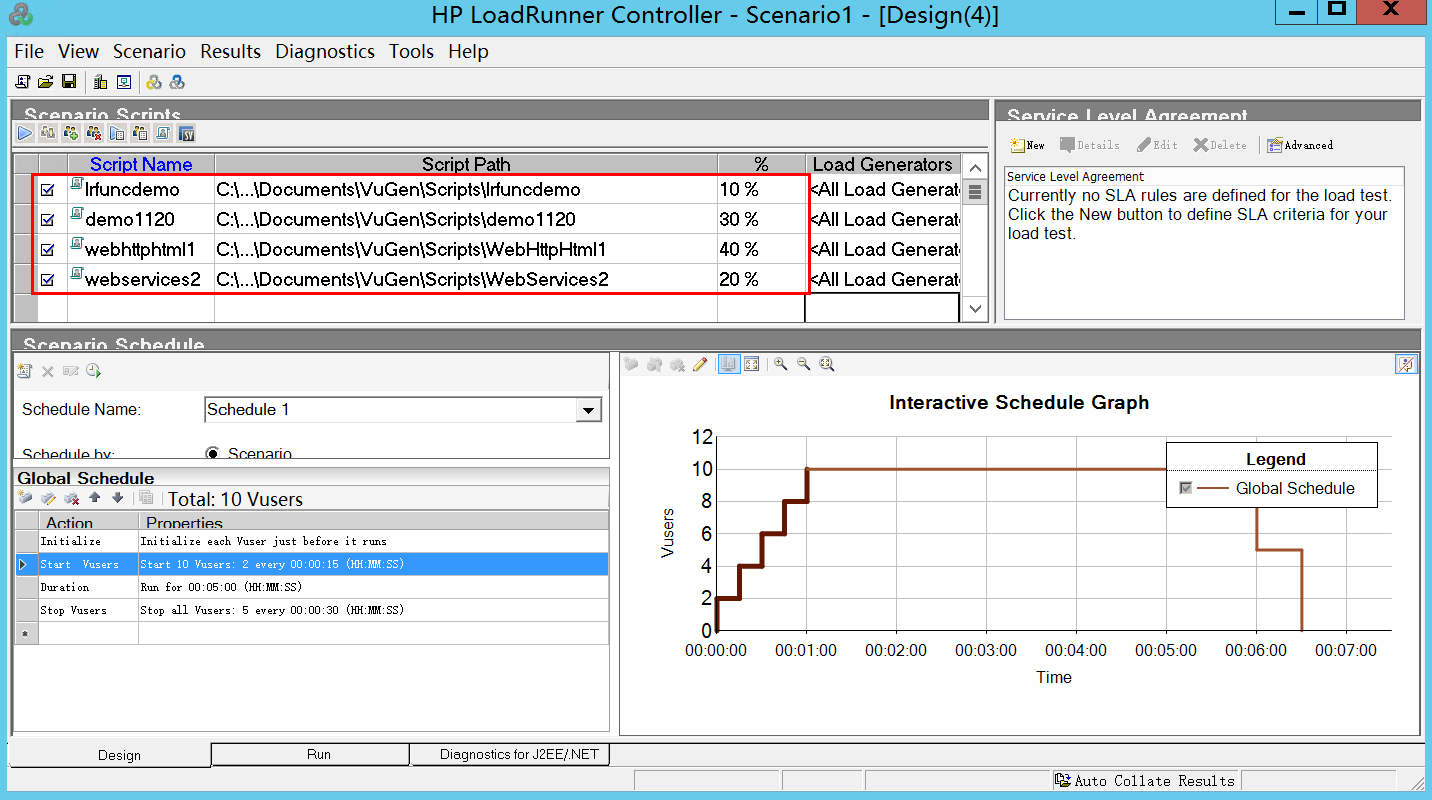 HP LoadRunner Controller - Scenario1 - [Design(4)]
File View Scenario Results Diagnostics Tools Help
Scenario Scripts
Script Name Script Path % Load Generators
lrfuncdemo C:\...\Documents\VuGen\Scripts\lrfuncdemo 10 % <All Load Generat
demo1120 C:\...\Documents\VuGen\Scripts\demo1120 30 % <All Load Generat
webhttphtml1 C:\...\Documents\VuGen\Scripts\WebHttpHtml1 40 % <All Load Generat
webservices2 C:\...\Documents\VuGen\Scripts\WebServices2 20 % <All Load Generat
Service Level Agreement
New Details Edit Delete Advanced
Service Level Agreement
Currently no SLA rules are defined for the load test.
Click the New button to define SLA criteria for your
load test.
Scenario Schedule
Schedule Name: Schedule 1
Schedule by: Scenario
Global Schedule
Total: 10 Vusers
Action Properties
Initialize Initialize each Vuser just before it runs
Start Vusers Start 10 Vusers: 2 every 00:00:15 (HH:MM:SS)
Duration Run for 00:05:00 (HH:MM:SS)
Stop Vusers Stop all Vusers: 5 every 00:00:30 (HH:MM:SS)
*
Interactive Schedule Graph
12
10
8
6
4
2
0
Vusers
00:00:00 00:01:00 00:02:00 00:03:00 00:04:00 00:05:00 00:06:00 00:07:00
Time
Legend
Global Schedule
Design Run Diagnostics for J2EE/.NET
Auto Collate Results